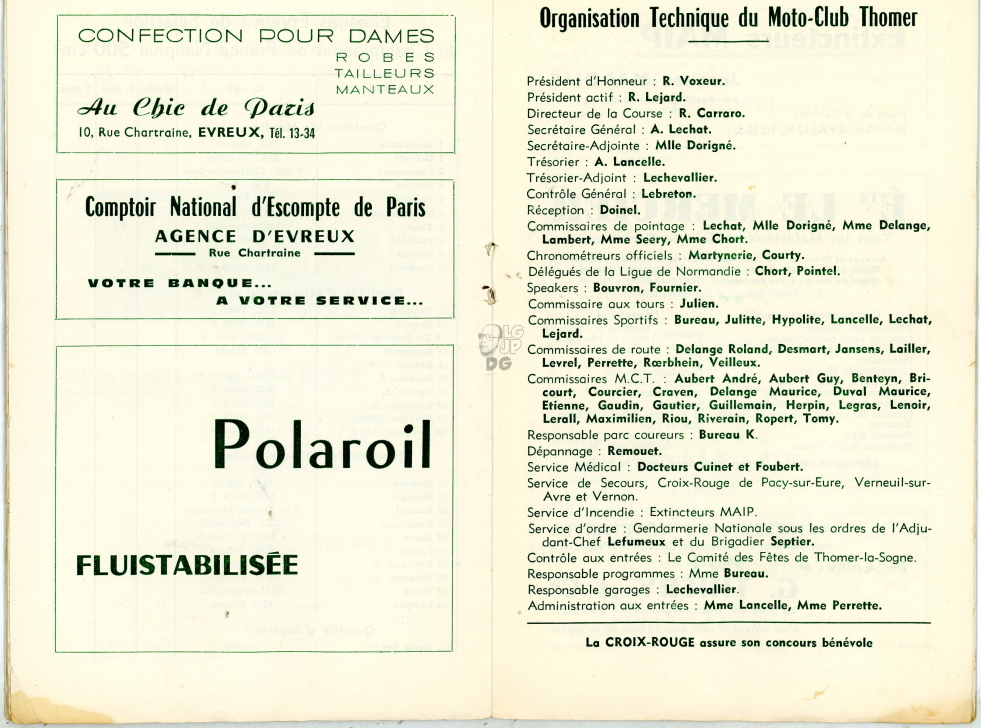 CONFECTION POUR DAMES
ROBES
TAILLEURS
MANTEAUX
Au Chic de Paris
10, Rue Chartraine, EVREUX, Tél. 13-34
Comptoir National d'Escompte de Paris
AGENCE D'EVREUX
Rue Chartraine
VOTRE BANQUE...
A VOTRE SERVICE...
Polaroil
FLUISTABILISÉE
Organisation Technique du Moto-Club Thomer
Président d'Honneur : R. Voxeur.
Président actif : R. Lejard.
Directeur de la Course : R. Carraro.
Secrétaire Général : A. Lechat.
Secrétaire-Adjointe : Mlle Dorigné.
Trésorier : A. Lancelle.
Trésorier-Adjoint : Lechevallier.
Contrôle Général : Lebreton.
Réception : Doinel.
Commissaires de pointage : Lechat, Mlle Dorigné, Mme Delange,
Lambert, Mme Seery, Mme Chort.
Chronométreurs officiels : Martynerie, Courty.
Délégués de la Ligue de Normandie : Chort, Pointel.
Speakers : Bouvron, Fournier.
Commissaire aux tours : Julien.
Commissaires Sportifs : Bureau, Julitte, Hypolite, Lancelle, Lechat,
Lejard.
Commissaires de route : Delange Roland, Desmart, Jansens, Lailler,
Levrel, Perrette, Rœrbhein, Veilleux.
Commissaires M.C.T. : Aubert André, Aubert Guy, Benteyn, Bri-
court, Courcier, Craven, Delange Maurice, Duval Maurice,
Etienne, Gaudin, Gautier, Guillemain, Herpin, Legras, Lenoir,
Lerall, Maximilien, Riou, Riverain, Ropert, Tomy.
Responsable parc coureurs : Bureau K.
Dépannage : Remouet.
Service Médical : Docteurs Cuinet et Foubert.
Service de Secours, Croix-Rouge de Pacy-sur-Eure, Verneuil-sur-
Avre et Vernon.
Service d'Incendie : Extincteurs MAIP.
Service d'ordre : Gendarmerie Nationale sous les ordres de l'Adju-
dant-Chef Lefumeux et du Brigadier Septier.
Contrôle aux entrées : Le Comité des Fêtes de Thomer-la-Sogne.
Responsable programmes : Mme Bureau.
Responsable garages : Lechevallier.
Administration aux entrées : Mme Lancelle, Mme Perrette.
La CROIX-ROUGE assure son concours bénévole
LG
JP
DG